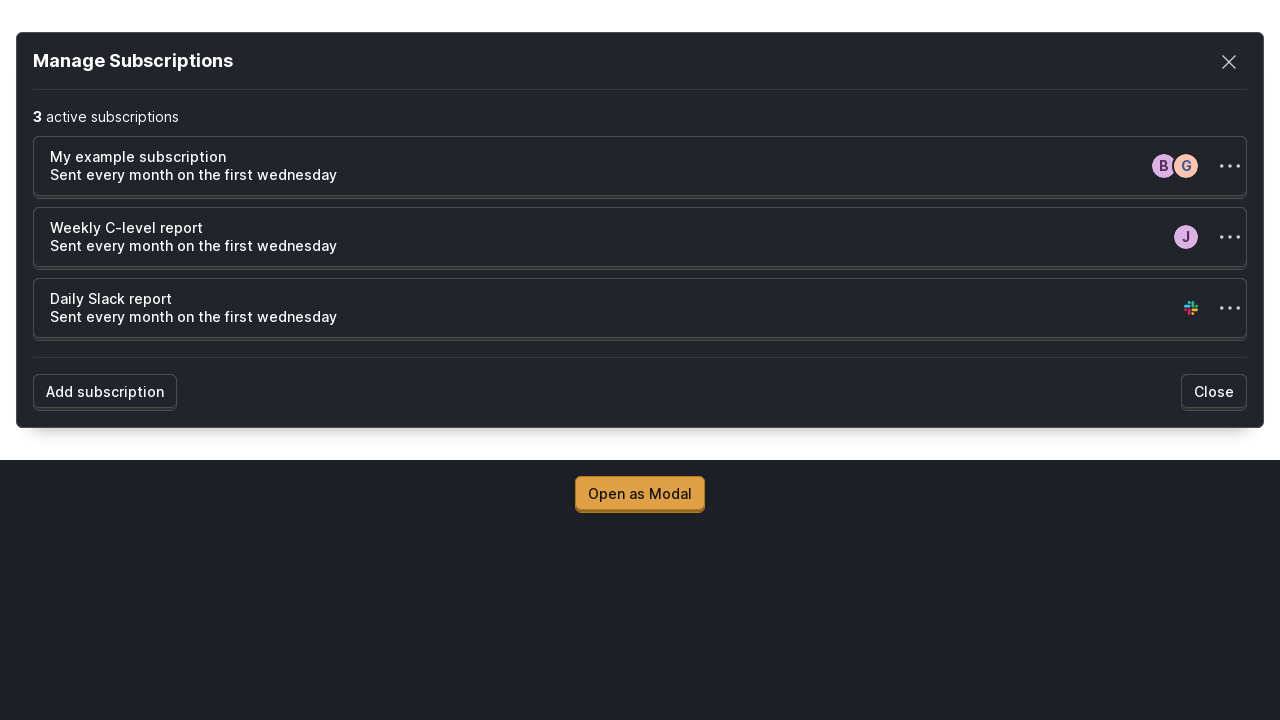 Manage Subscriptions
3 active subscriptions
My example subscription
Sent every month on the first wednesday
B G
Weekly C-level report
Sent every month on the first wednesday
J
Daily Slack report
Sent every month on the first wednesday
Add subscription
Close
Open as Modal